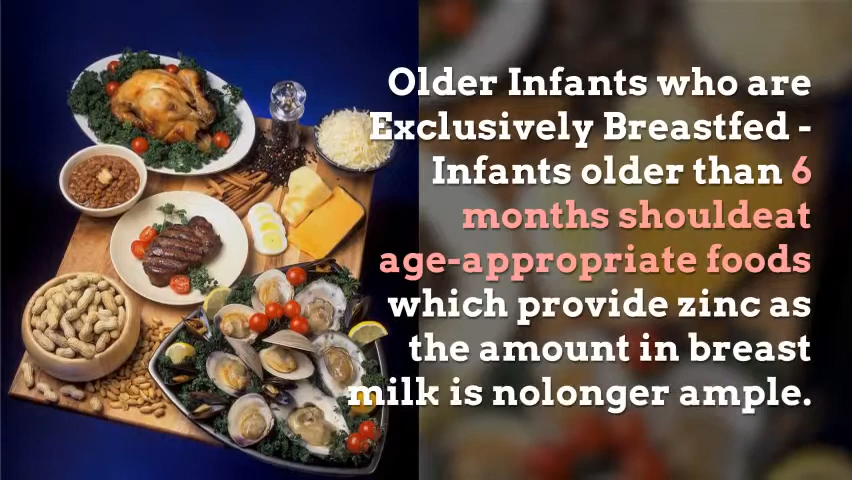 Older Infants who are
Exclusively Breastfed -
Infants older than 6
months shouldeat
age-appropriate foods
which provide zinc as
the amount in breast
milk is nolonger ample.